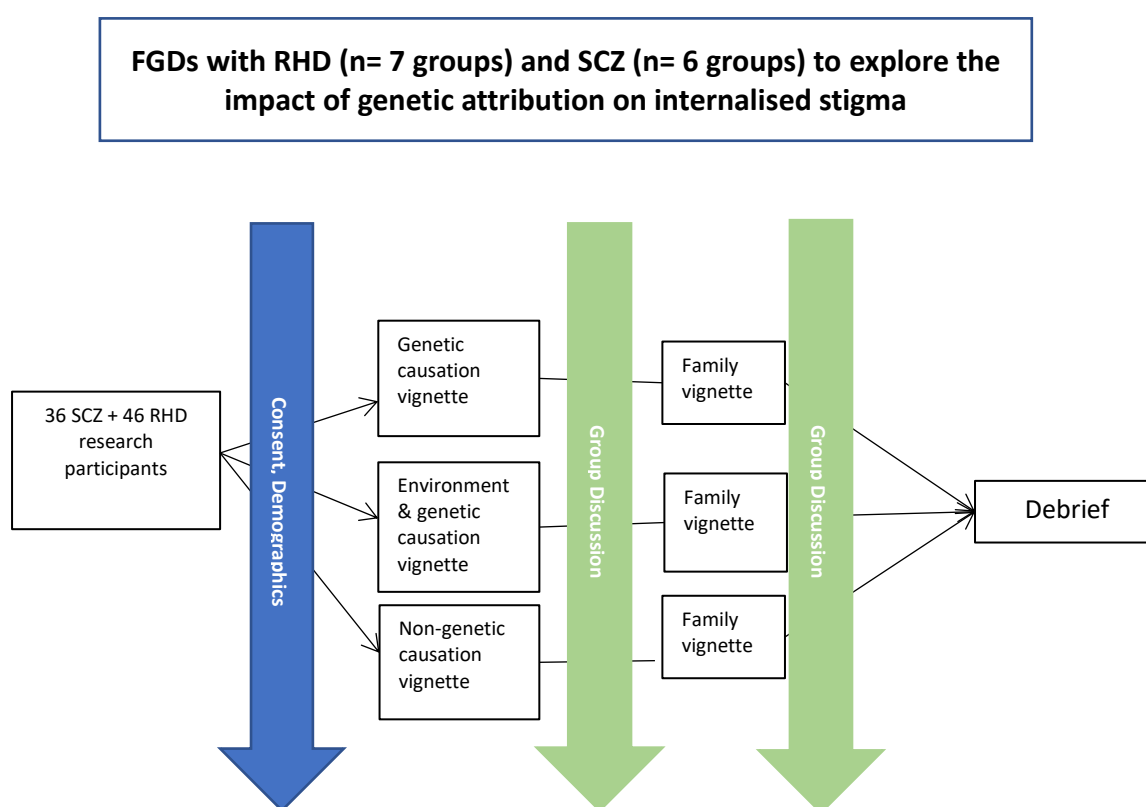 FGDs with RHD (n= 7 groups) and SCZ (n= 6 groups) to explore the
impact of genetic attribution on internalised stigma
36 SCZ + 46 RHD
research
participants
Consent, Demographics
Genetic
causation
vignette
Environment
& genetic
causation
vignette
Non-genetic
causation
vignette
Group Discussion
Family
vignette
Family
vignette
Family
vignette
Group Discussion
Debrief